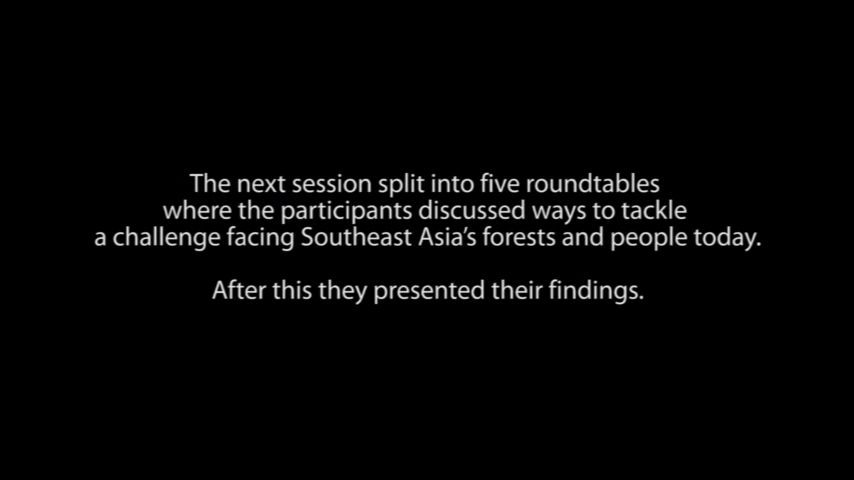 The next session split into five roundtables
where the participants discussed ways to tackle
a challenge facing Southeast Asia’s forests and people today.
After this they presented their findings.